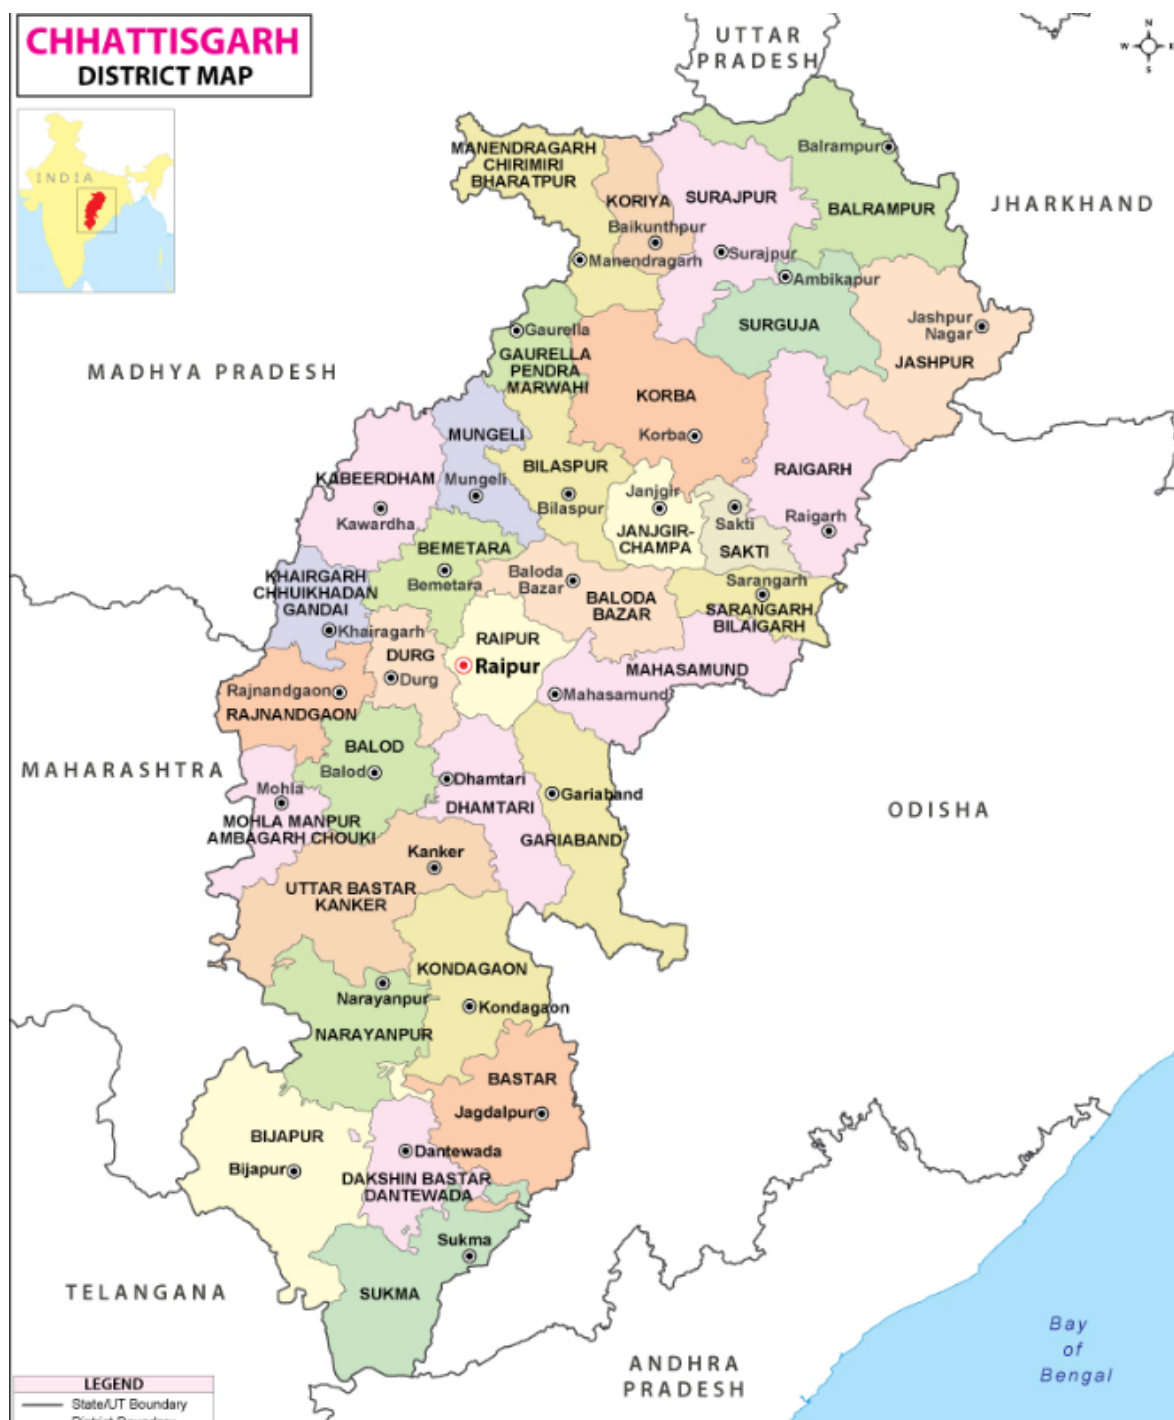 CHHATTISGARH
DISTRICT MAP
UTTAR
PRADESH
N
W
E
S
INDIA
MANENDRAGARH
CHIRIMIRI
BHARATPUR
Balrampur
KORIYA
SURAJPUR
BALRAMPUR
JHARKHAND
Baikunthpur
Manendragarh
Surajpur
Ambikapur
Gaurella
SURGUJA
Jashpur
Nagar
JASHPUR
GAURELLA
PENDRA
MARWAHI
MADHYA PRADESH
KORBA
Korba
MUNGELI
Mungeli
BILASPUR
Bilaspur
KABEERDHAM
Kawardha
RAIGARH
Raigarh
Janjgir
JANJGIR-
CHAMPA
Sakti
SAKTI
BEMETARA
Bemetara
Baloda
Bazar
BALODA
BAZAR
Sarangarh
SARANGARH
BILAIGARH
KHAIRGARH
CHHUIKHADAN
GANDAI
Khairagarh
RAIPUR
Raipur
DURG
Durg
MAHASAMUND
Mahasamund
Rajnandgaon
RAJNANDGAON
BALOD
Balod
MAHARASHTRA
Mohla
MOHLA MANPUR
AMBAGARH CHOUKI
Dhamtari
DHAMTARI
Gariaband
GARIABAND
ODISHA
Kanker
UTTAR BASTAR
KANKER
KONDAGAON
Kondagaon
Narayanpur
NARAYANPUR
BASTAR
Jagdalpur
BIJAPUR
Bijapur
Dantewada
DAKSHIN BASTAR
DANTEWADA
Sukma
SUKMA
TELANGANA
ANDHRA
PRADESH
Bay
of
Bengal
LEGEND
State/UT Boundary
District Boundary